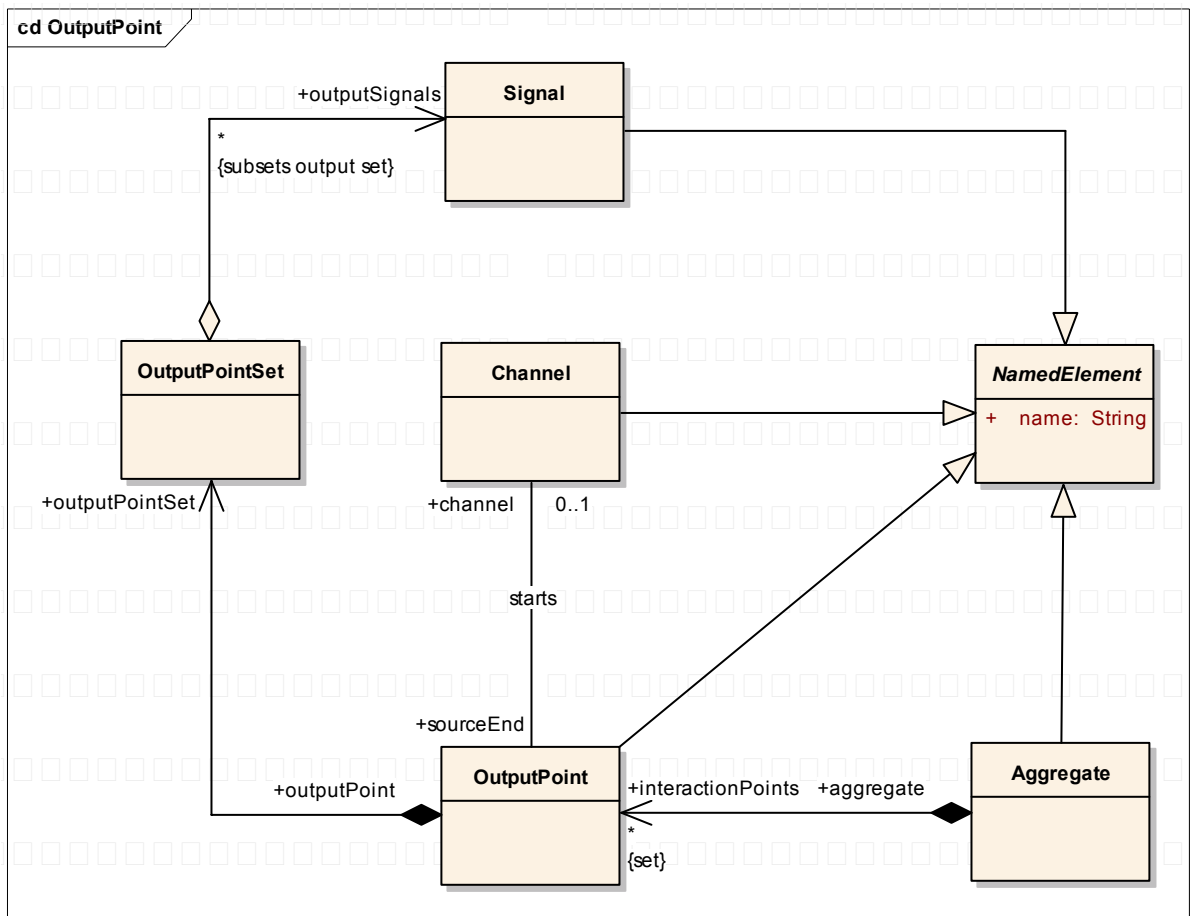 cd OutputPoint
Signal
+outputSignals
*
{subsets output set}
OutputPointSet
Channel
NamedElement
+ name: String
+outputPointSet
+channel 0..1
starts
+sourceEnd
OutputPoint
Aggregate
+outputPoint
+interactionPoints +aggregate
*
{set}